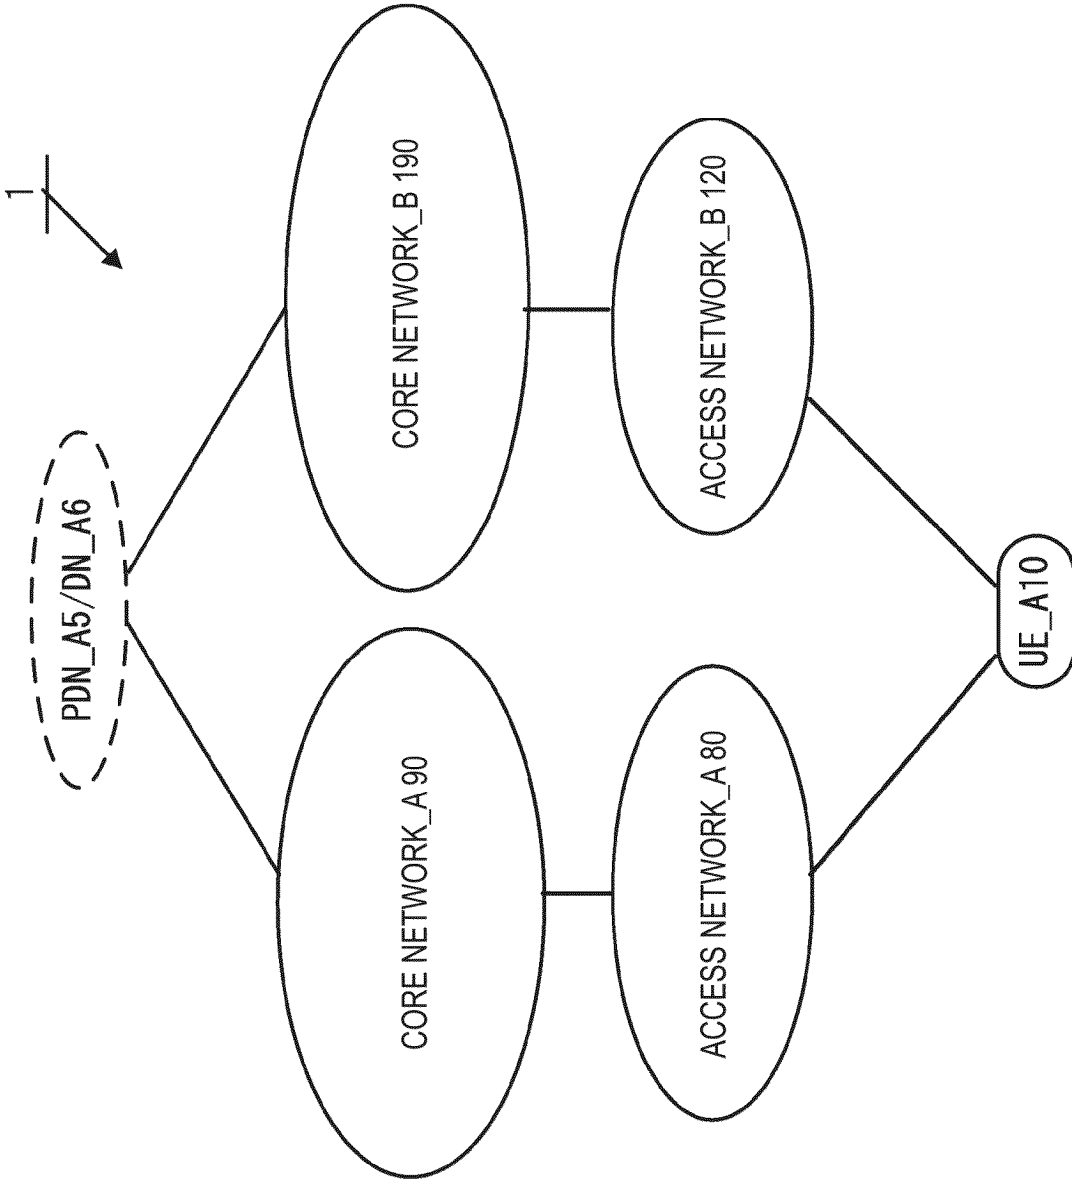 1
PDN_A5/DN_A6
CORE NETWORK_A 90
CORE NETWORK_B 190
ACCESS NETWORK_A 80
ACCESS NETWORK_B 120
UE_A10